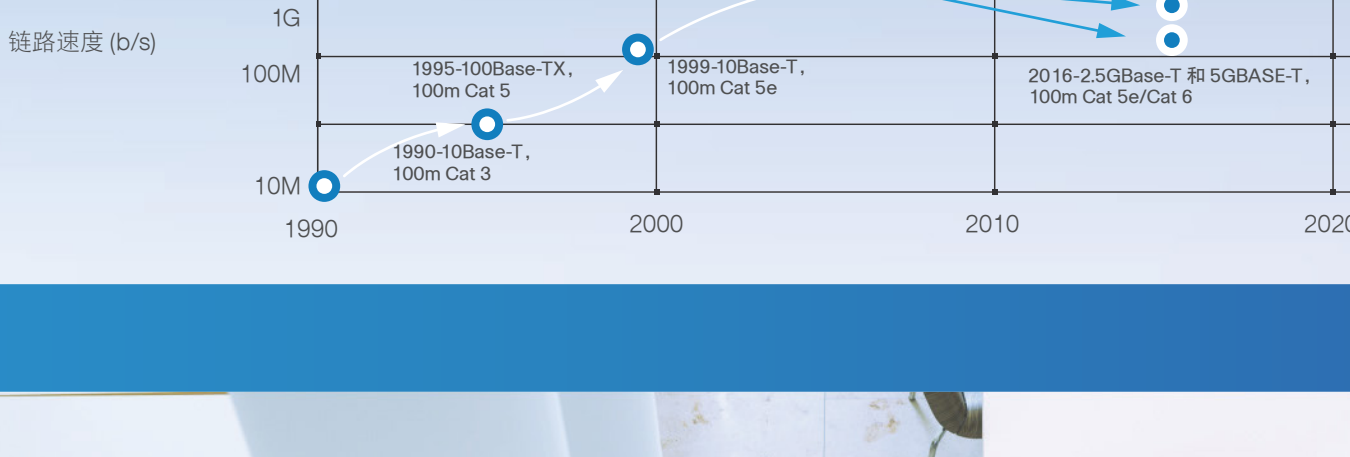 1G
链路速度 (b/s)
100M
1995-100Base-TX，
100m Cat 5
1999-10Base-T，
100m Cat 5e
2016-2.5GBase-T 和 5GBASE-T，
100m Cat 5e/Cat 6
1990-10Base-T，
100m Cat 3
10M
1990
2000
2010
2020